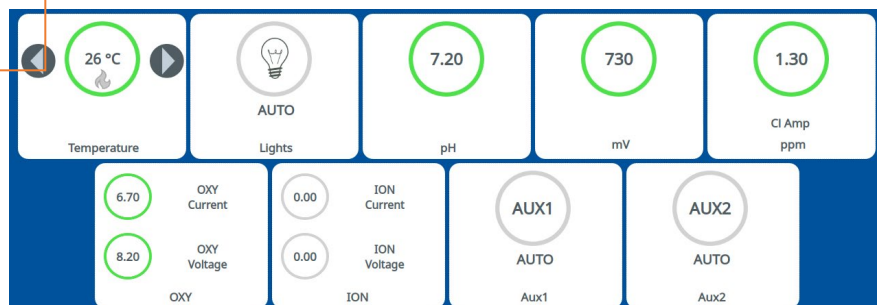 26 °C
Temperature
AUTO
Lights
7.20
pH
730
mV
1.30
Cl Amp
ppm
6.70
OXY
Current
8.20
OXY
Voltage
OXY
0.00
ION
Current
0.00
ION
Voltage
ION
AUX1
AUTO
Aux1
AUX2
AUTO
Aux2